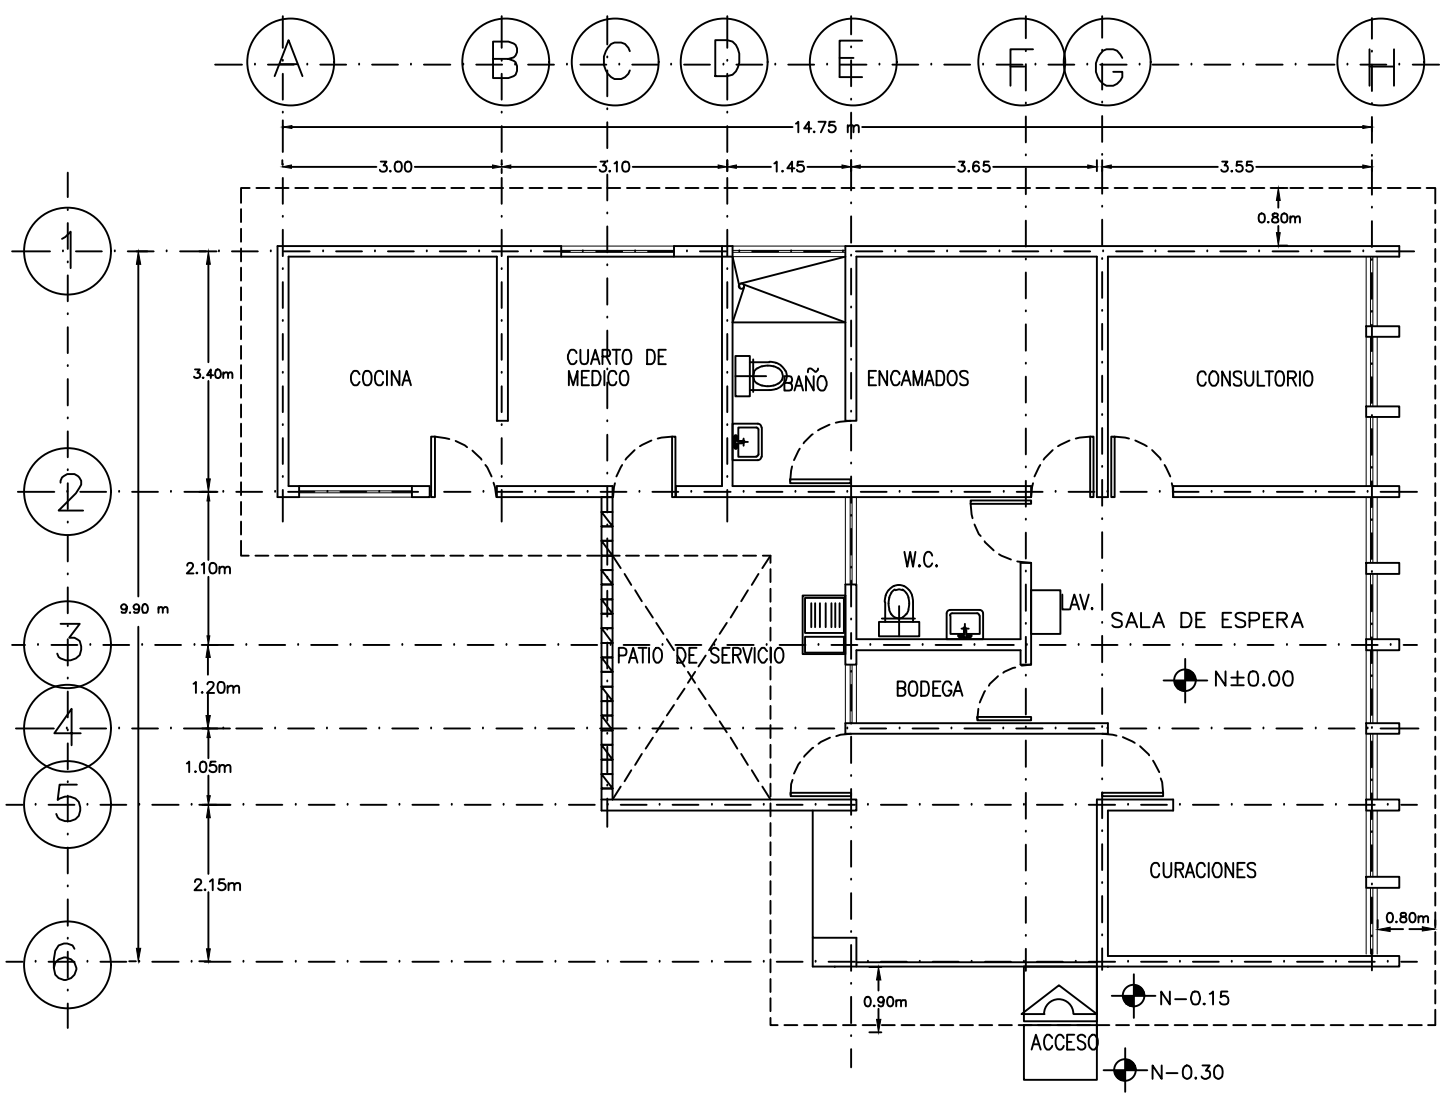 A B C D E F G H
14.75 m
3.00 3.10 1.45 3.65 3.55
0.80m
1
3.40m
CUARTO DE
MEDICO
COCINA
BAÑO
ENCAMADOS
CONSULTORIO
2
2.10m
W.C.
9.90 m
LAV.
SALA DE ESPERA
3
PATIO DE SERVICIO
1.20m
BODEGA
N±0.00
4
1.05m
5
CURACIONES
2.15m
0.80m
6
0.90m
N-0.15
ACCESO
N-0.30